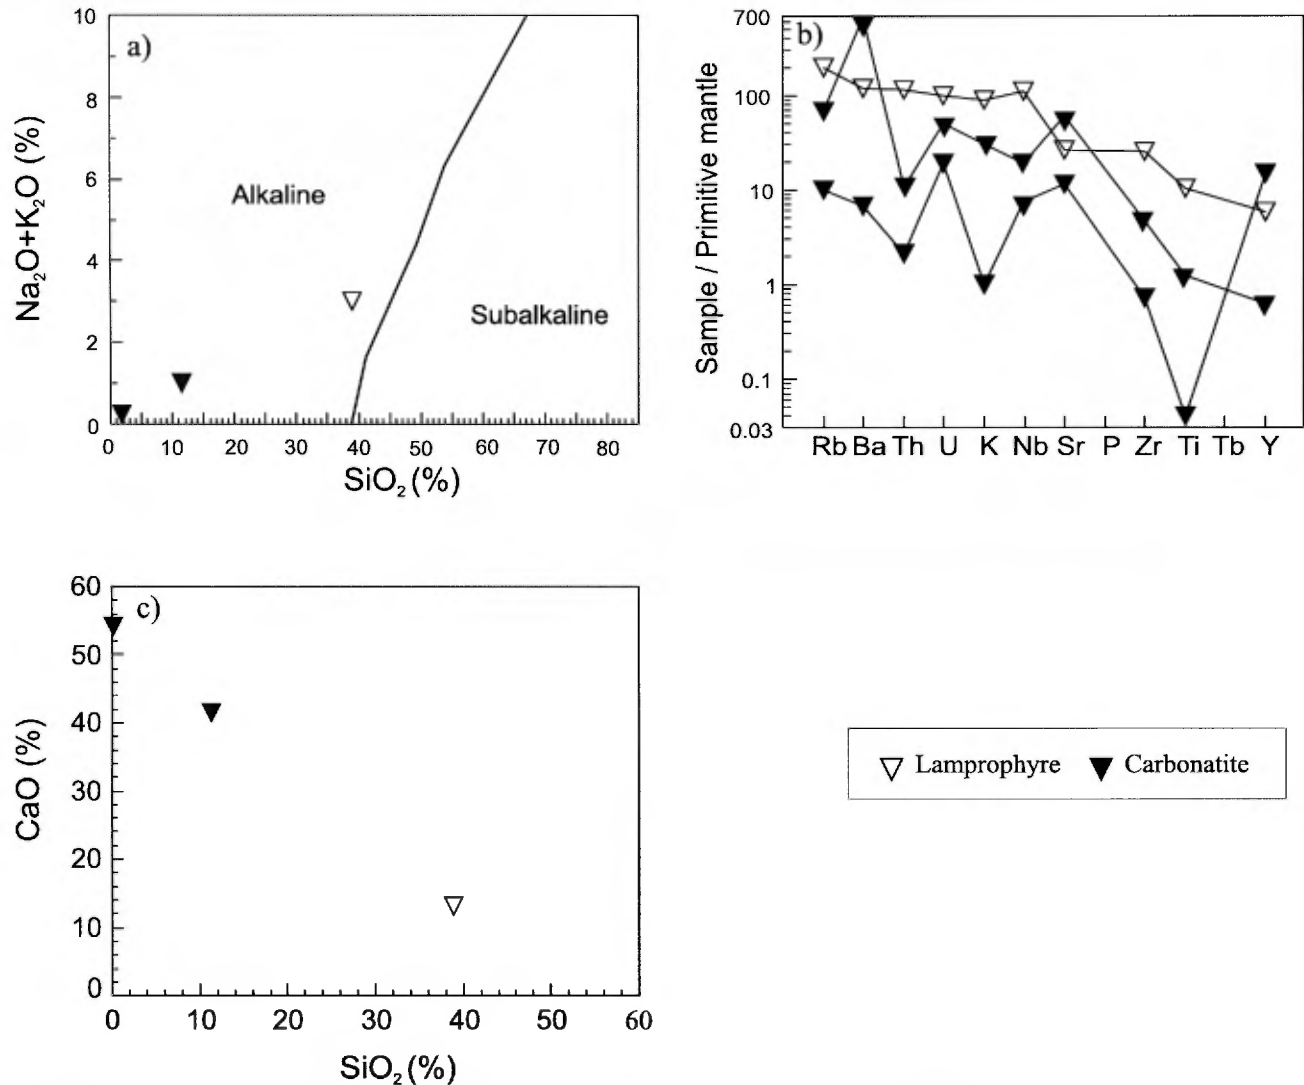 a)
Na₂O+K₂O (%)
10
8
6
4
2
0
Alkaline
Subalkaline
0 10 20 30 40 50 60 70 80
SiO₂ (%)
b)
Sample / Primitive mantle
700
100
10
1
0.1
0.03
Rb Ba Th U K Nb Sr P Zr Ti Tb Y
c)
CaO (%)
60
50
40
30
20
10
0
0 10 20 30 40 50 60
SiO₂ (%)
Lamprophyre Carbonatite